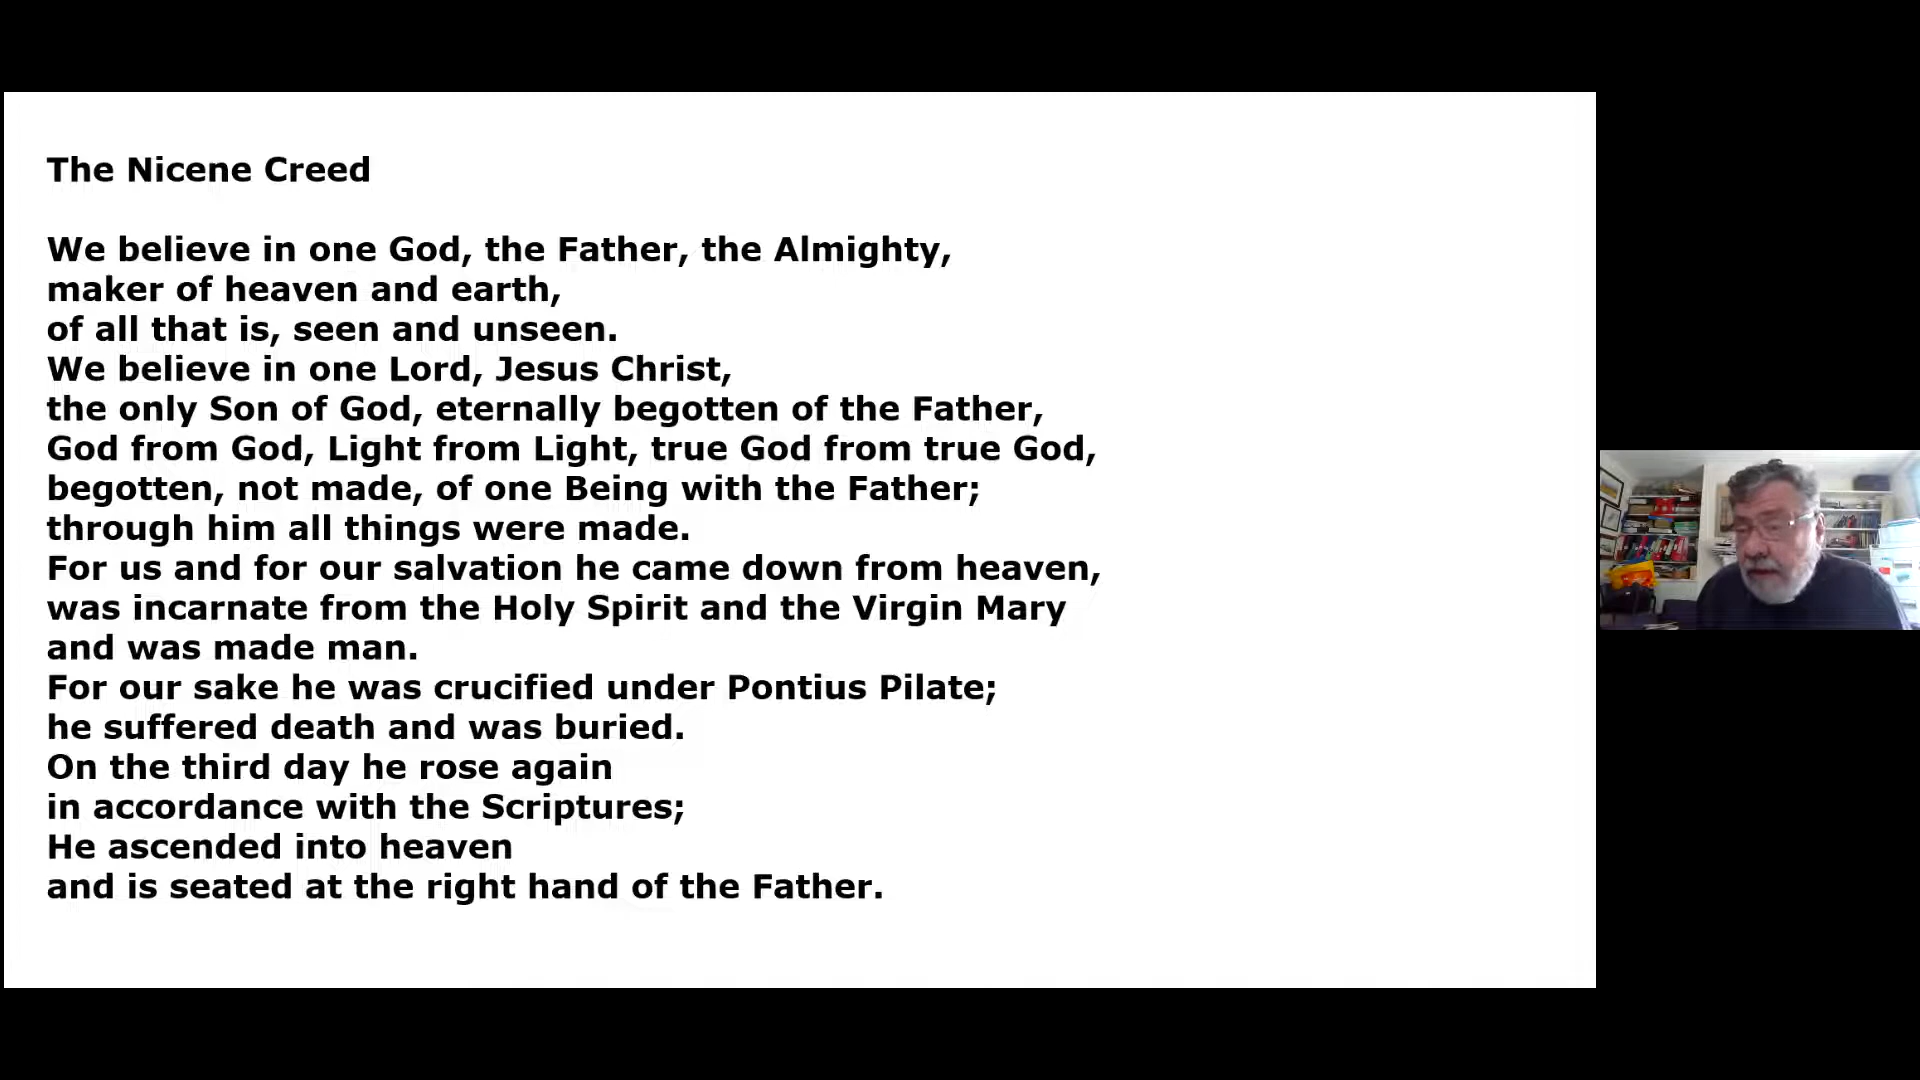 The Nicene Creed
We believe in one God, the Father, the Almighty,
maker of heaven and earth,
of all that is, seen and unseen.
We believe in one Lord, Jesus Christ,
the only Son of God, eternally begotten of the Father,
God from God, Light from Light, true God from true God,
begotten, not made, of one Being with the Father;
through him all things were made.
For us and for our salvation he came down from heaven,
was incarnate from the Holy Spirit and the Virgin Mary
and was made man.
For our sake he was crucified under Pontius Pilate;
he suffered death and was buried.
On the third day he rose again
in accordance with the Scriptures;
He ascended into heaven
and is seated at the right hand of the Father.